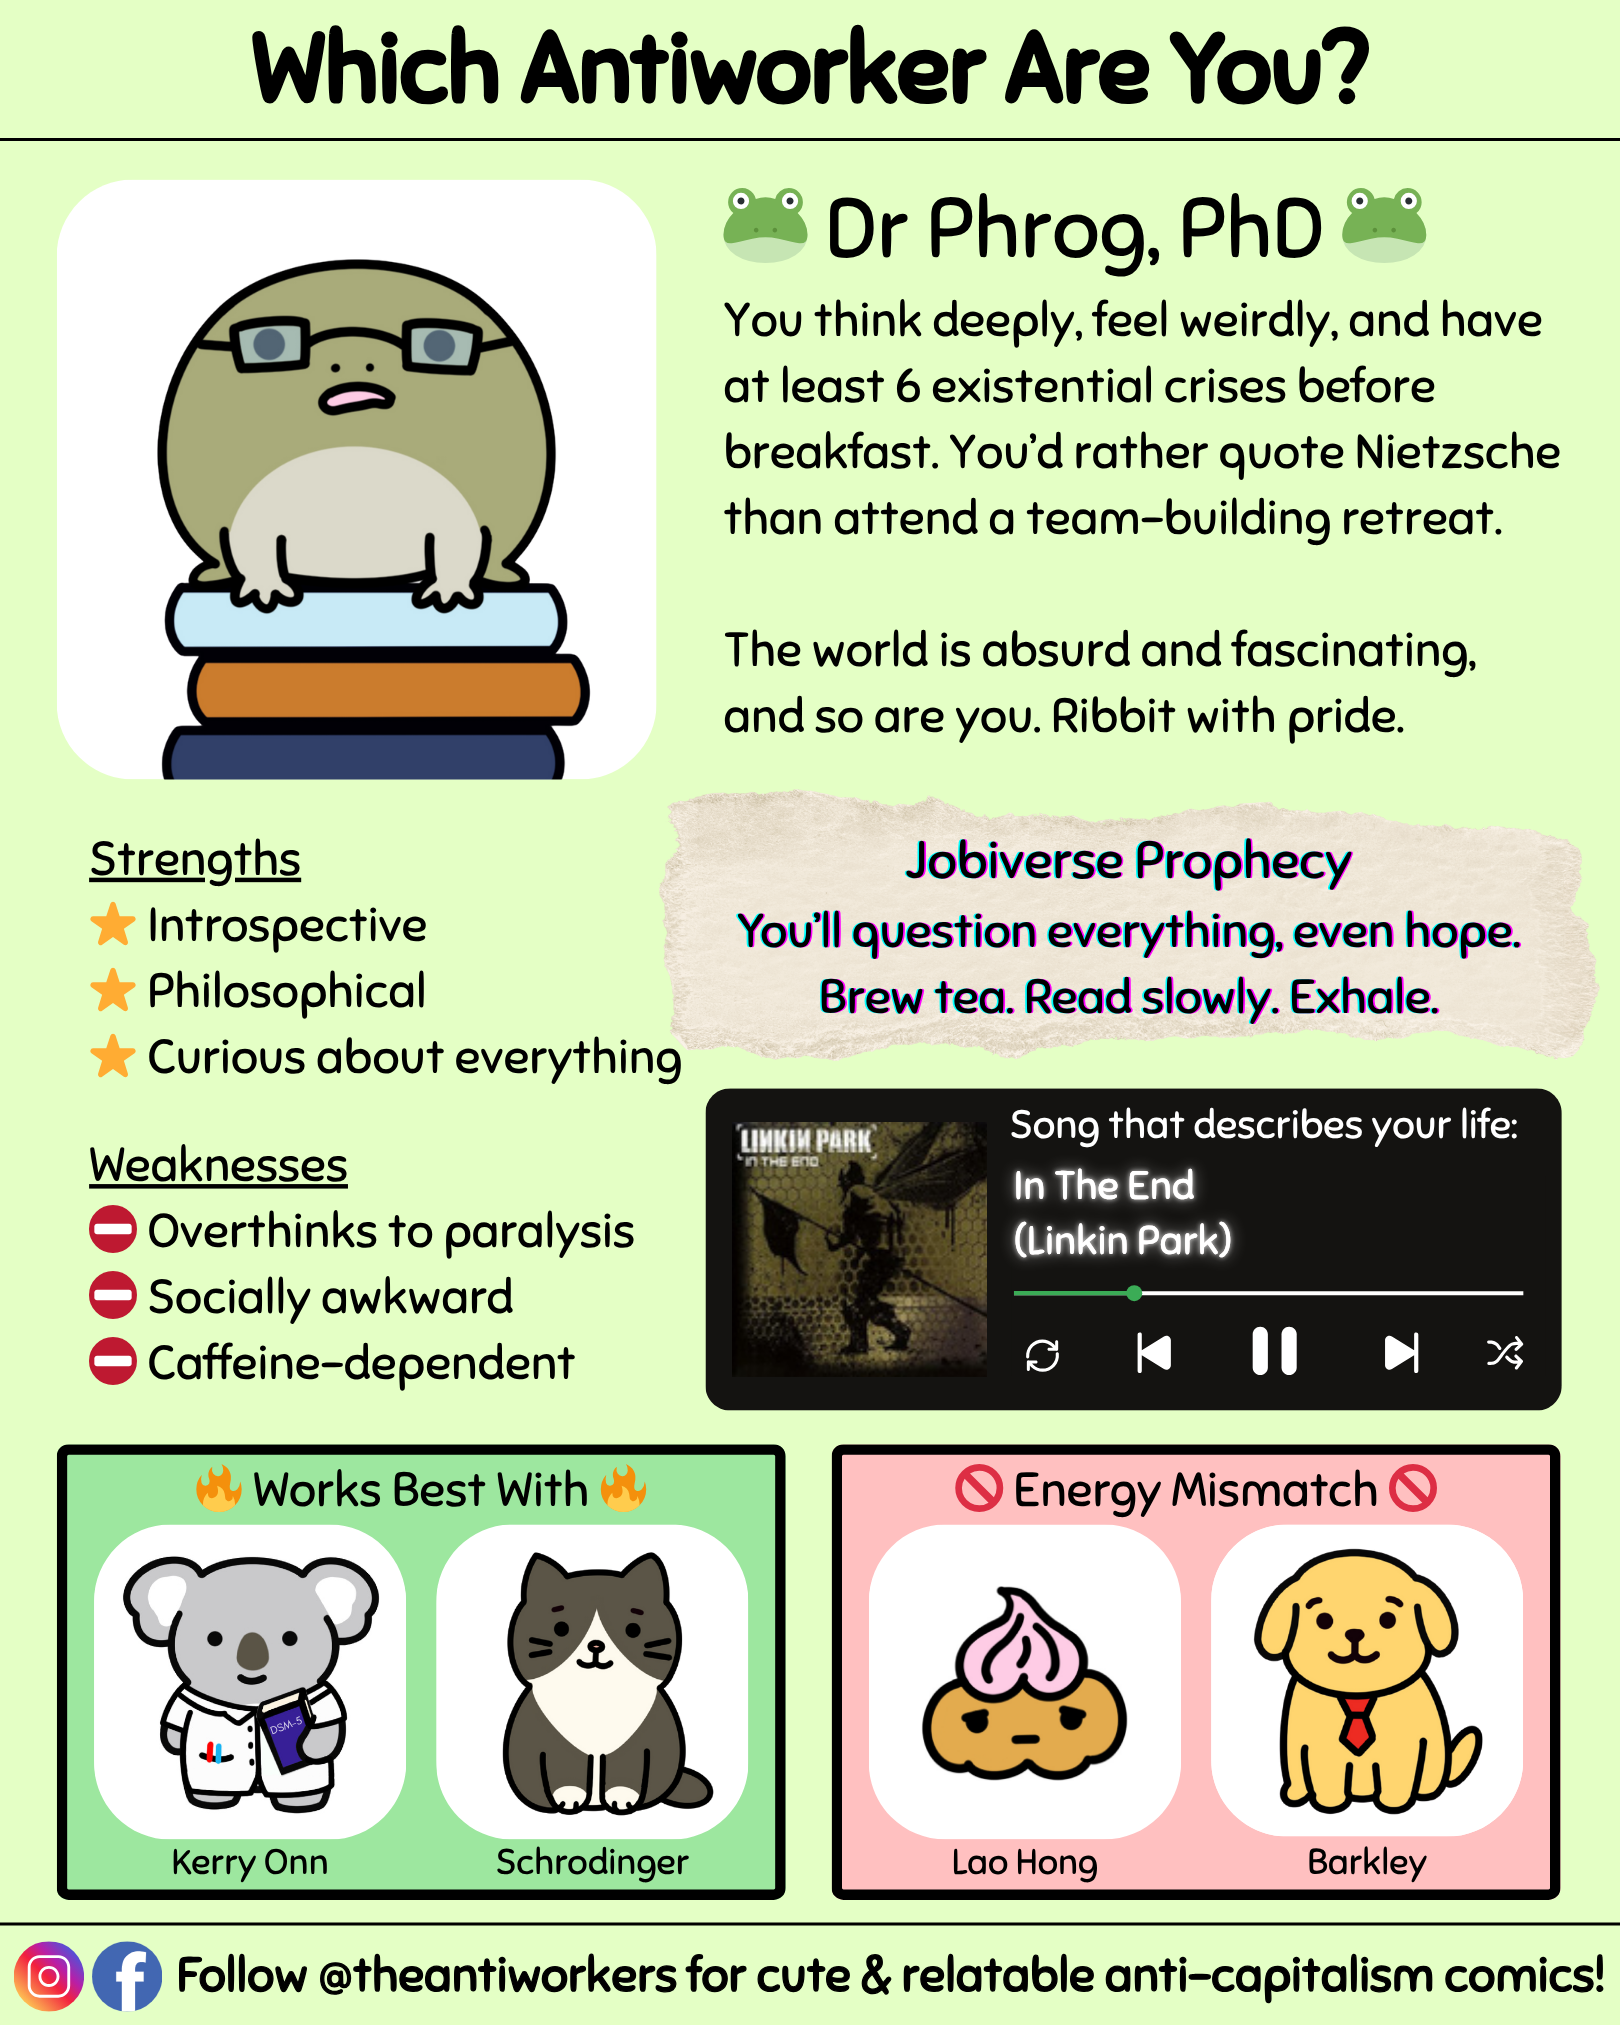 Which Antiworker Are You?
🐸 Dr Phrog, PhD 🐸
You think deeply, feel weirdly, and have
at least 6 existential crises before
breakfast. You'd rather quote Nietzsche
than attend a team-building retreat.
The world is absurd and fascinating,
and so are you. Ribbit with pride.
Strengths
⭐ Introspective
⭐ Philosophical
⭐ Curious about everything
Weaknesses
⛔ Overthinks to paralysis
⛔ Socially awkward
⛔ Caffeine-dependent
Jobiverse Prophecy
You'll question everything, even hope.
Brew tea. Read slowly. Exhale.
LINKIN PARK
IN THE END
Song that describes your life:
In The End
(Linkin Park)
🔥 Works Best With 🔥
DSM-5
Kerry Onn
Schrodinger
🚫 Energy Mismatch 🚫
Lao Hong
Barkley
Follow @theantiworkers for cute & relatable anti-capitalism comics!